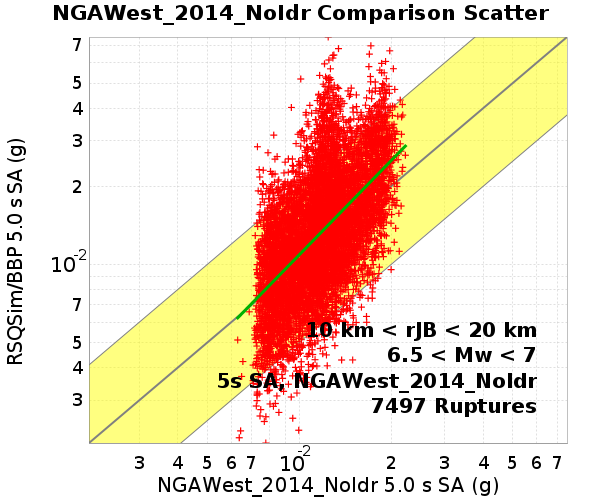 NGAWest_2014_NoIdr Comparison Scatter
RSQSim/BBP 5.0 s SA (g)
7
5
4
3
2
10-2
7
5
4
3
10 km < rJB < 20 km
6.5 < Mw < 7
5s SA, NGAWest_2014_NoIdr
7497 Ruptures
3 4 5 6 7 10-2 2 3 4 5 6 7
NGAWest_2014_NoIdr 5.0 s SA (g)